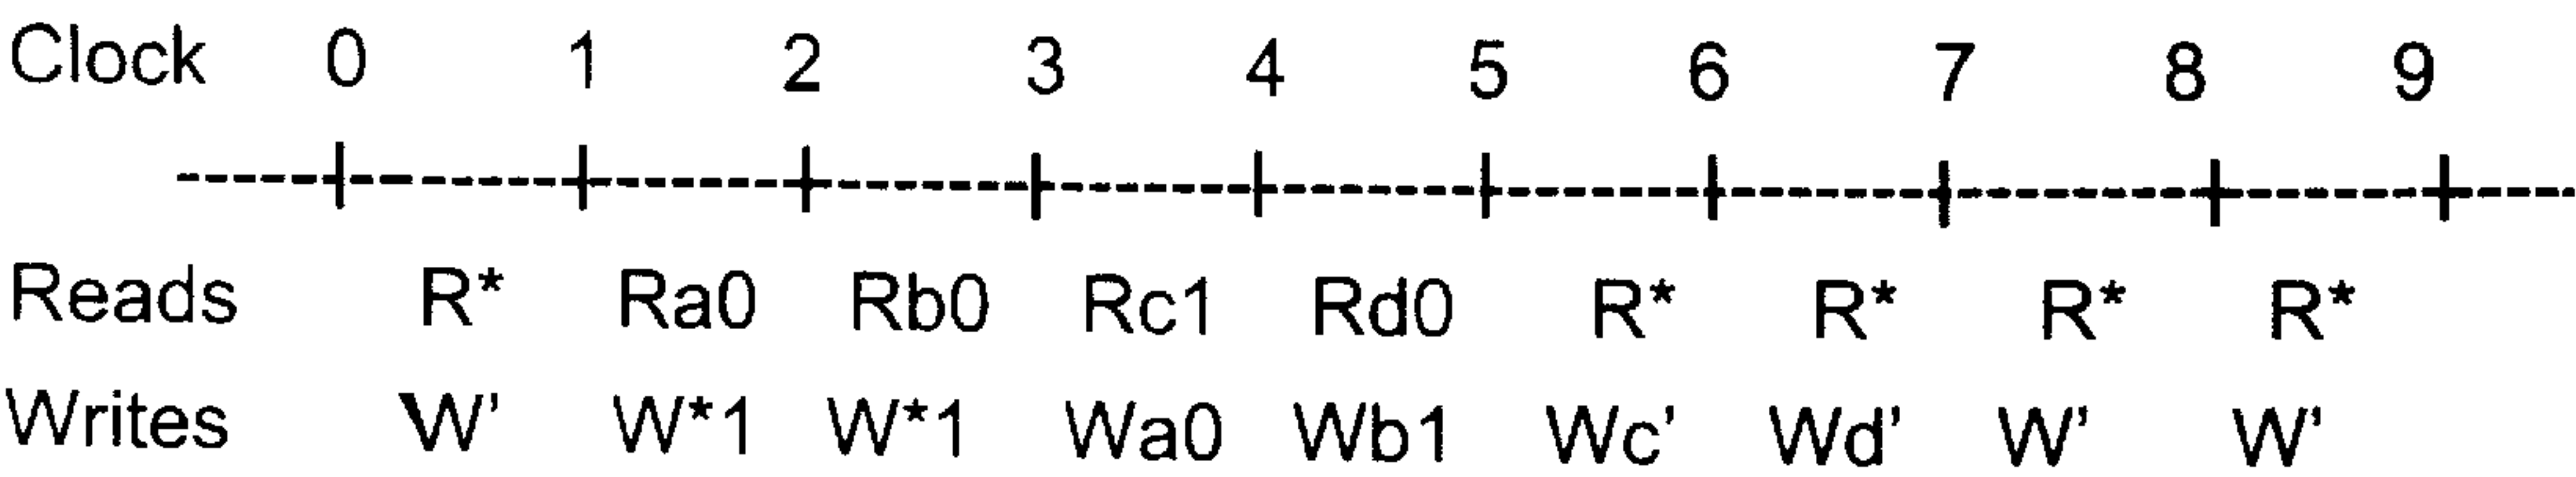 Clock 0 1 2 3 4 5 6 7 8 9
Reads R* Ra0 Rb0 Rc1 Rd0 R* R* R* R*
Writes W' W*1 W*1 Wa0 Wb1 Wc' Wd' W' W'